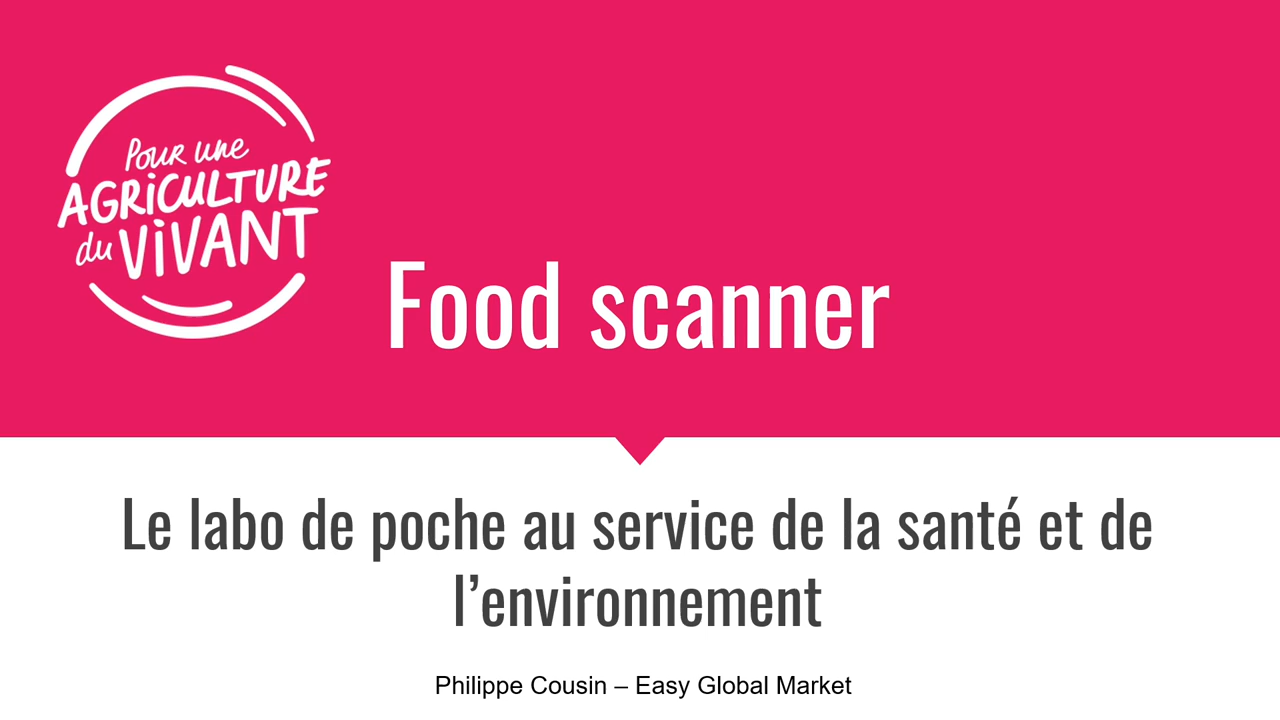 Pour une
AGRiCULTURE
du ViVANT
Food scanner
Le labo de poche au service de la santé et de
l’environnement
Philippe Cousin – Easy Global Market